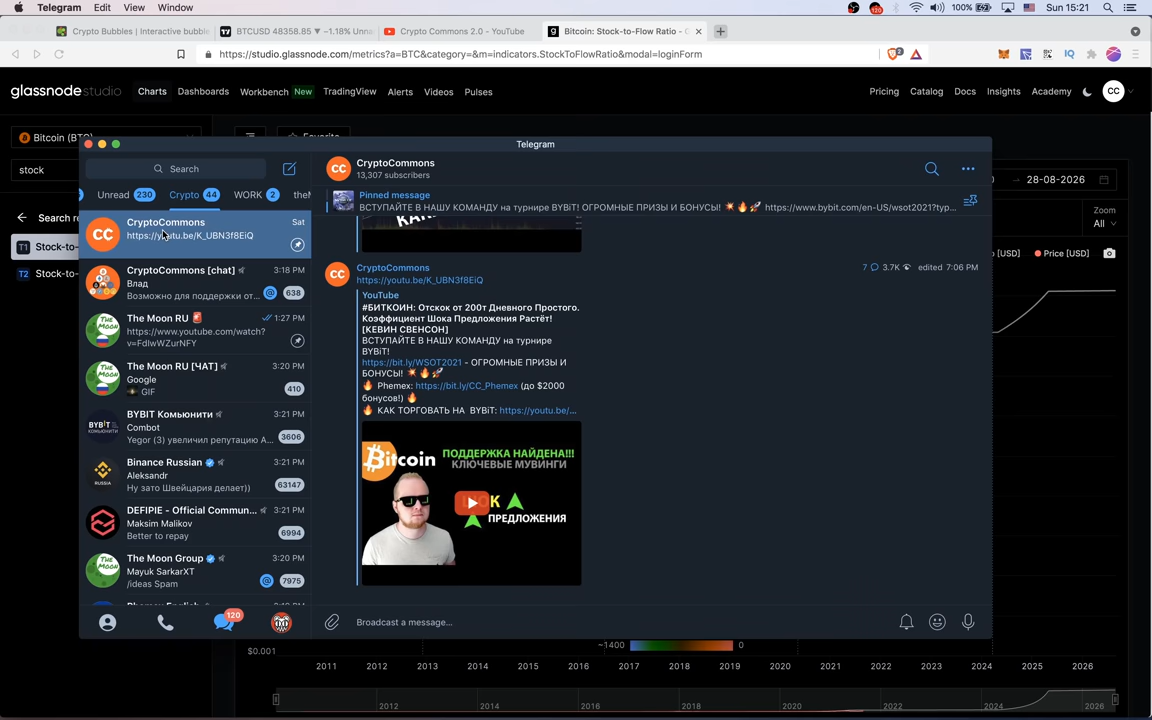 Telegram Edit View Window
120
100%
Sun 15:21
Crypto Bubbles | Interactive bubble
BTCUSD 48358.85 ▼ −1.18% Unna
Crypto Commons 2.0 - YouTube
Bitcoin: Stock-to-Flow Ratio -
https://studio.glassnode.com/metrics?a=BTC&category=&m=indicators.StockToFlowRatio&modal=loginForm
2
glassnode studio
Charts Dashboards Workbench New TradingView Alerts Videos Pulses
Pricing Catalog Docs Insights Academy CC
Bitcoin (BTC)
Favorite
stock
→ 28-08-2026
Zoom
All
[USD] Price [USD]
Search re
T1 Stock-to-
T2 Stock-to-
Telegram
Search
Unread 230 Crypto 44 WORK 2 theM
CC
CryptoCommons Sat
https://youtu.be/K_UBN3f8EiQ
CryptoCommons [chat] 3:18 PM
Влад
Возможно для поддержки от... @ 638
The Moon RU 🚨 1:27 PM
https://www.youtube.com/watch?
v=FdlwWZurNFY
The Moon RU [ЧАТ] 3:20 PM
Google
GIF 410
BYBIT Комьюнити 3:21 PM
Combot
Yegor (3) увеличил репутацию А... 3606
BYBIT
КОМЬЮНИТИ
Binance Russian 3:21 PM
Aleksandr
Ну зато Швейцария делает)) 63147
RUSSIA
DEFIPIE - Official Commun... 3:21 PM
Maksim Malikov
Better to repay 6994
The Moon Group 3:20 PM
Mayuk SarkarXT
/ideas Spam @ 7975
120
CC
CryptoCommons
13,307 subscribers
Pinned message
ВСТУПАЙТЕ В НАШУ КОМАНДУ на турнире BYBiT! ОГРОМНЫЕ ПРИЗЫ И БОНУСЫ! 💥🔥🚀 https://www.bybit.com/en-US/wsot2021?typ...
CC
CryptoCommons
7 3.7K edited 7:06 PM
https://youtu.be/K_UBN3f8EiQ
YouTube
#БИТКОИН: Отскок от 200т Дневного Простого.
Коэффициент Шока Предложения Растёт!
[КЕВИН СВЕНСОН]
ВСТУПАЙТЕ В НАШУ КОМАНДУ на турнире
BYBiT!
https://bit.ly/WSOT2021 - ОГРОМНЫЕ ПРИЗЫ И
БОНУСЫ! 💥🔥🚀
🔥 Phemex: https://bit.ly/CC_Phemex (до $2000
бонусов!) 🔥
🔥 КАК ТОРГОВАТЬ НА BYBiT: https://youtu.be/...
Bitcoin
ПОДДЕРЖКА НАЙДЕНА!!!
КЛЮЧЕВЫЕ МУВИНГИ
ПРЕДЛОЖЕНИЯ
Broadcast a message...
~1400 0
$0.001
2011 2012 2013 2014 2015 2016 2017 2018 2019 2020 2021 2022 2023 2024 2025 2026
2012 2014 2016 2018 2020 2022 2024 2026